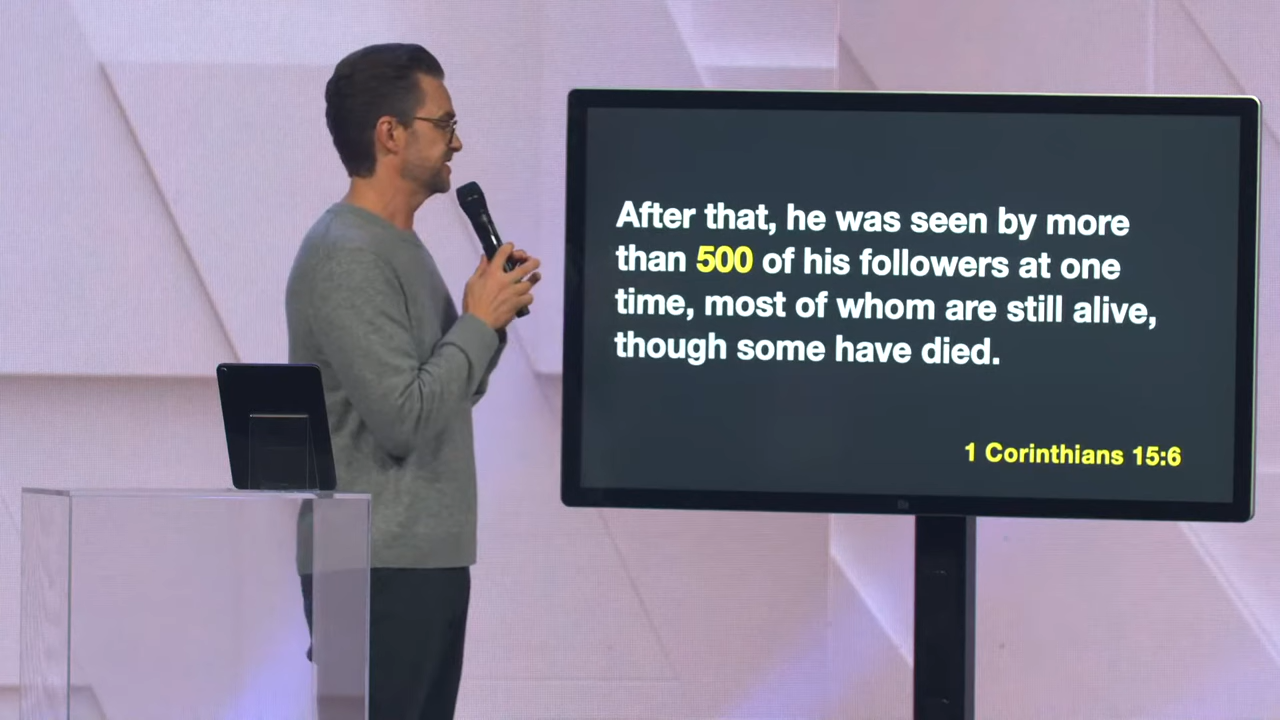 After that, he was seen by more
than 500 of his followers at one
time, most of whom are still alive,
though some have died.
1 Corinthians 15:6